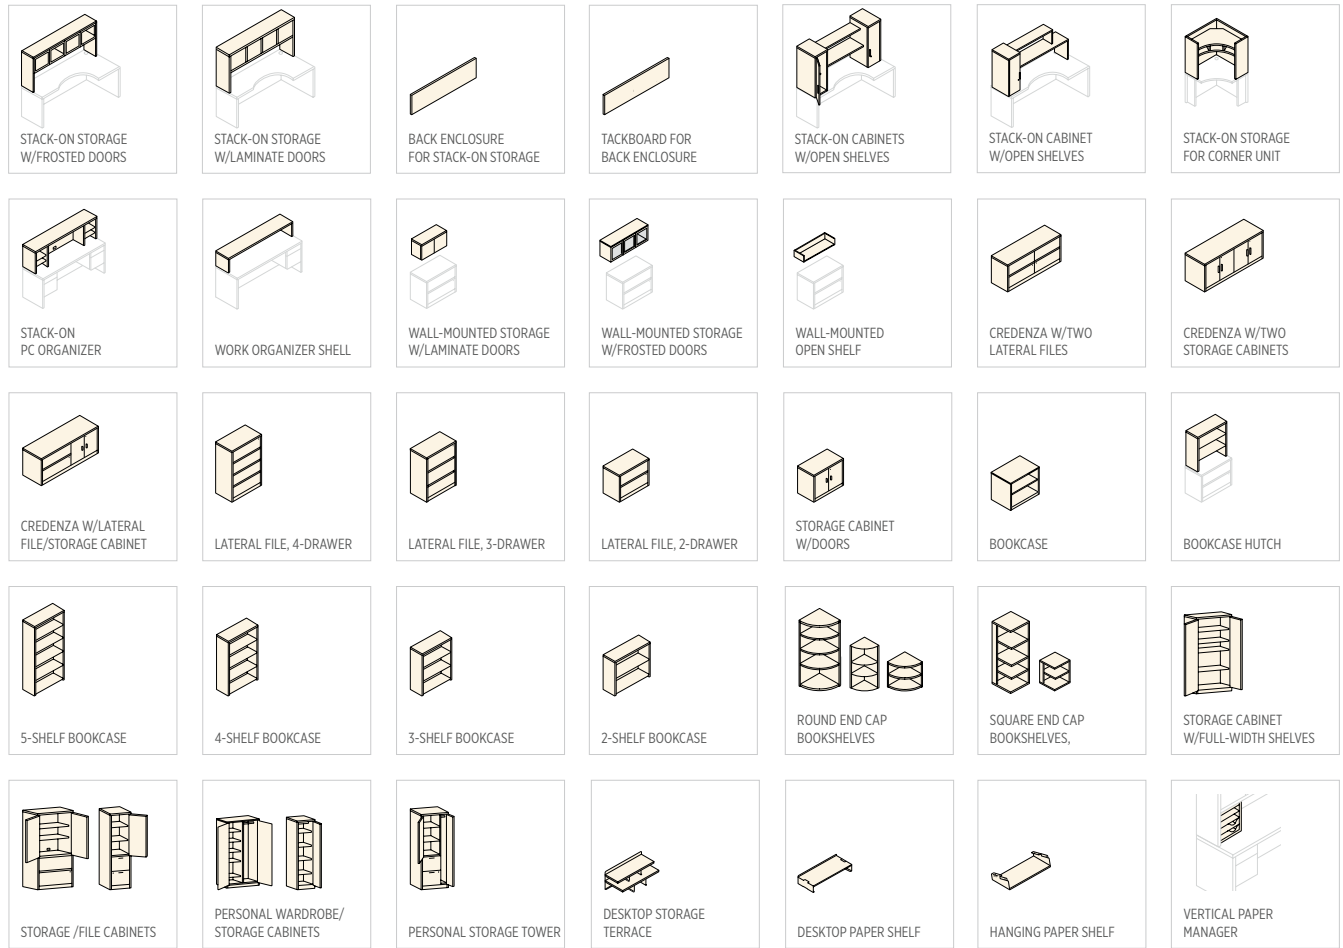 STACK-ON STORAGE
W/FROSTED DOORS
STACK-ON STORAGE
W/LAMINATE DOORS
BACK ENCLOSURE
FOR STACK-ON STORAGE
TACKBOARD FOR
BACK ENCLOSURE
STACK-ON CABINETS
W/OPEN SHELVES
STACK-ON CABINET
W/OPEN SHELVES
STACK-ON STORAGE
FOR CORNER UNIT
STACK-ON
PC ORGANIZER
WORK ORGANIZER SHELL
WALL-MOUNTED STORAGE
W/LAMINATE DOORS
WALL-MOUNTED STORAGE
W/FROSTED DOORS
WALL-MOUNTED
OPEN SHELF
CREDENZA W/TWO
LATERAL FILES
CREDENZA W/TWO
STORAGE CABINETS
CREDENZA W/LATERAL
FILE/STORAGE CABINET
LATERAL FILE, 4-DRAWER
LATERAL FILE, 3-DRAWER
LATERAL FILE, 2-DRAWER
STORAGE CABINET
W/DOORS
BOOKCASE
BOOKCASE HUTCH
5-SHELF BOOKCASE
4-SHELF BOOKCASE
3-SHELF BOOKCASE
2-SHELF BOOKCASE
ROUND END CAP
BOOKSHELVES
SQUARE END CAP
BOOKSHELVES,
STORAGE CABINET
W/FULL-WIDTH SHELVES
STORAGE /FILE CABINETS
PERSONAL WARDROBE/
STORAGE CABINETS
PERSONAL STORAGE TOWER
DESKTOP STORAGE
TERRACE
DESKTOP PAPER SHELF
HANGING PAPER SHELF
VERTICAL PAPER
MANAGER